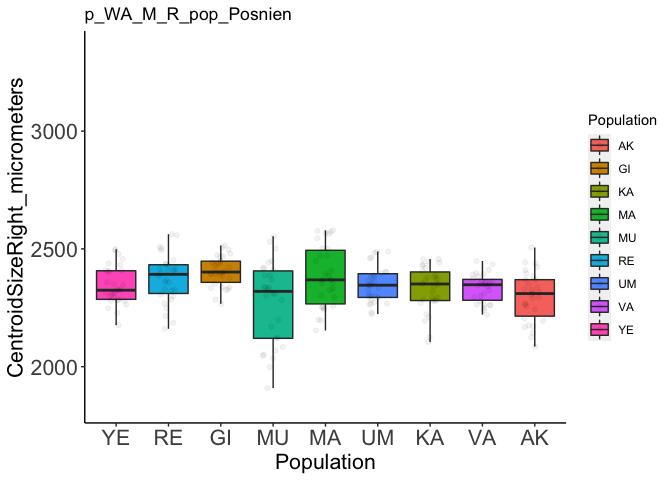 p_WA_M_R_pop_Posnien
CentroidSizeRight_micrometers
3000
2500
2000
YE RE GI MU MA UM KA VA AK
Population
Population
AK
GI
KA
MA
MU
RE
UM
VA
YE